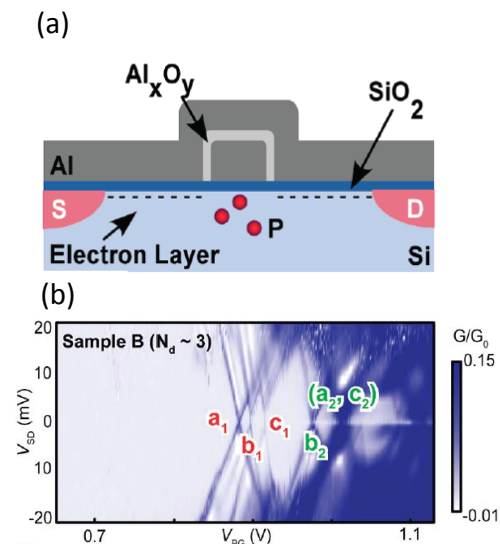 (a)
AlxOy
SiO2
Al
S
D
P
Electron Layer
Si
(b)
Sample B (Nd ~ 3)
G/G0
20
10
0
10
-20
VSD (mV)
a1
b1
c1
(a2, c2)
b2
0.15
-0.01
0.7
VBG (V)
1.1